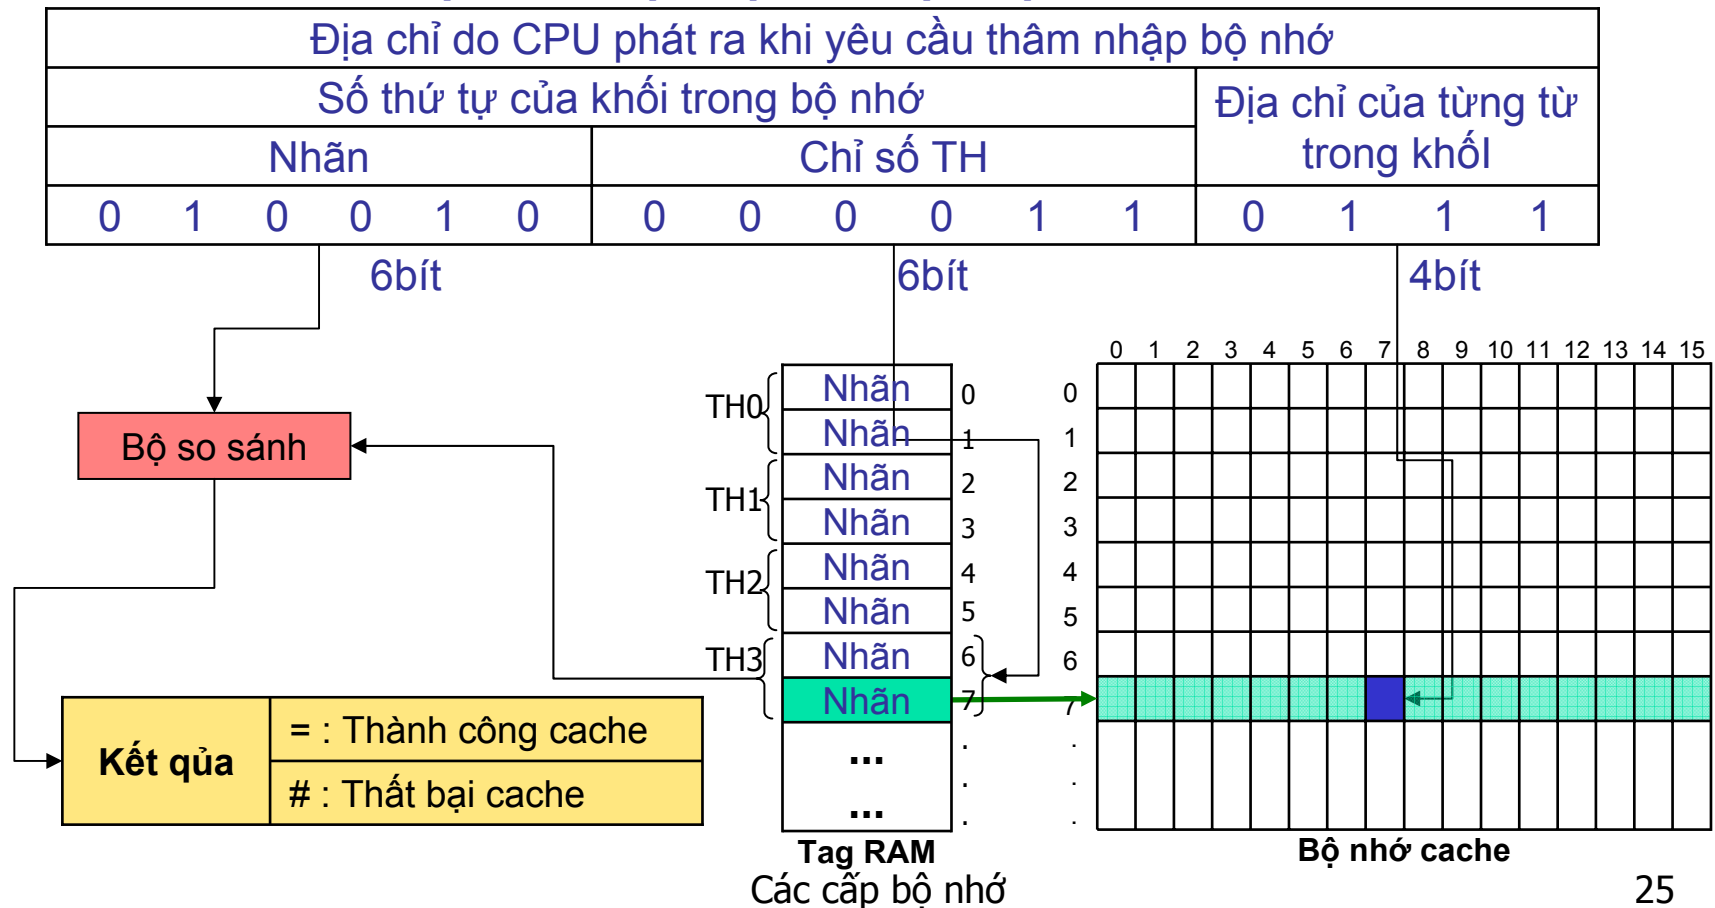 Địa chỉ do CPU phát ra khi yêu cầu thâm nhập bộ nhớ
Số thứ tự của khối trong bộ nhớ
Địa chỉ của từng từ
trong khốI
Nhãn
Chỉ số TH
0 1 0 0 1 0 0 0 0 0 1 1 0 1 1 1
6bít
6bít
4bít
0 1 2 3 4 5 6 7 8 9 10 11 12 13 14 15
TH0
Nhãn 0
0
Nhãn 1
1
TH1
Nhãn 2
2
Nhãn 3
3
TH2
Nhãn 4
4
Nhãn 5
5
TH3
Nhãn 6
6
Nhãn 7
7
... .
.
.
.
... .
.
Bộ so sánh
Kết qủa
= : Thành công cache
# : Thất bại cache
Tag RAM
Bộ nhớ cache
Các cấp bộ nhớ
25